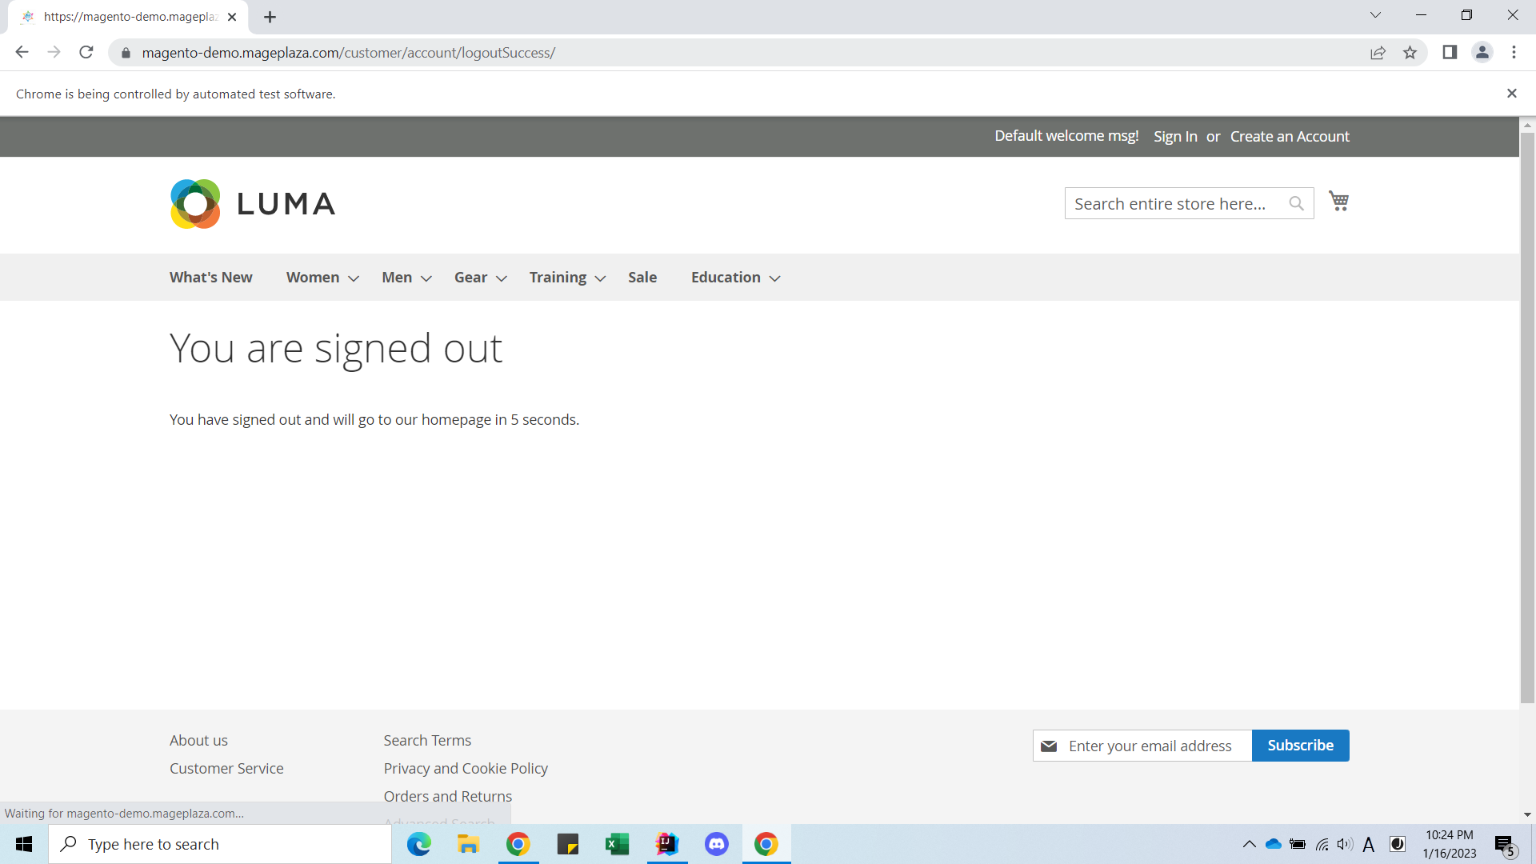 https://magento-demo.mageplaz
magento-demo.mageplaza.com/customer/account/logoutSuccess/
Chrome is being controlled by automated test software.
Default welcome msg! Sign In or Create an Account
LUMA
Search entire store here...
What's New Women Men Gear Training Sale Education
You are signed out
You have signed out and will go to our homepage in 5 seconds.
About us Search Terms
Enter your email address Subscribe
Customer Service Privacy and Cookie Policy
Orders and Returns
Waiting for magento-demo.mageplaza.com...
Advanced Search
Type here to search
10:24 PM
1/16/2023
5